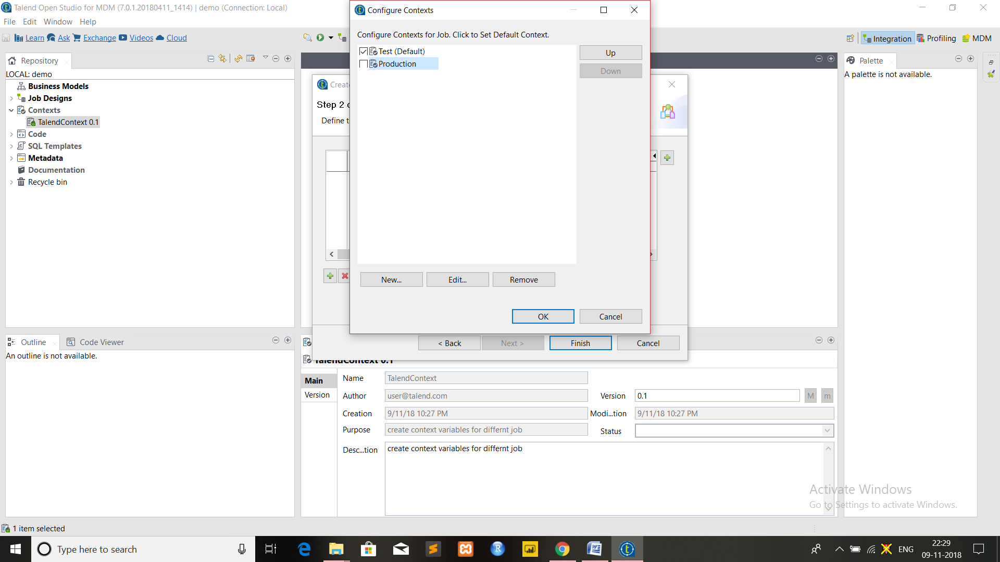 Talend Open Studio for MDM (7.0.1.20180411_1414) | demo (Connection: Local)
File Edit Window Help
Learn Ask Exchange Videos Cloud
Integration Profiling MDM
Repository
LOCAL: demo
Business Models
Job Designs
Contexts
TalendContext 0.1
Code
SQL Templates
Metadata
Documentation
Recycle bin
Configure Contexts
Configure Contexts for Job. Click to Set Default Context.
Test (Default)
Production
Up
Down
New... Edit... Remove
OK Cancel
Step 2
Define t
< Back Next > Finish Cancel
Palette
A palette is not available.
Outline Code Viewer
An outline is not available.
TalendContext 0.1
Main
Version
Name TalendContext
Author user@talend.com Version 0.1 M m
Creation 9/11/18 10:27 PM Modi...tion 9/11/18 10:27 PM
Purpose create context variables for differnt job Status
Desc...tion create context variables for differnt job
Activate Windows
Go to Settings to activate Windows.
1 item selected
Type here to search
ENG
22:29
09-11-2018